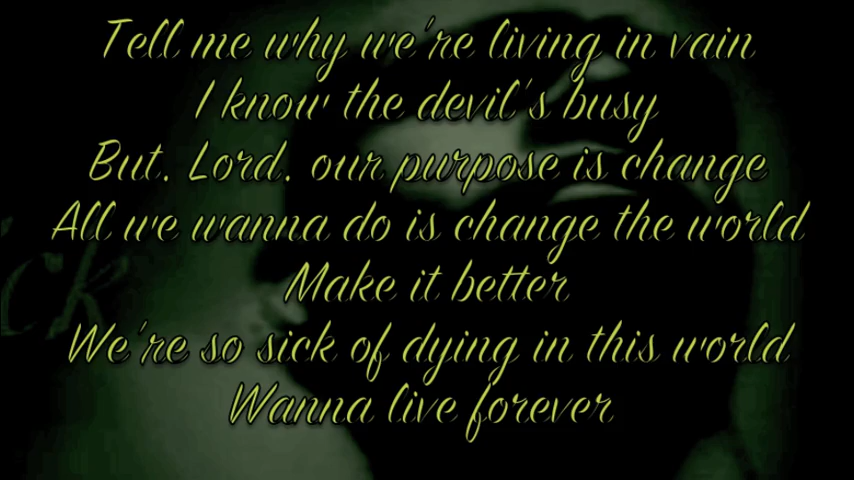 Tell me why we're living in vain
I know the devil's busy
But, Lord, our purpose is change
All we wanna do is change the world
Make it better
We're so sick of dying in this world
Wanna live forever
ck